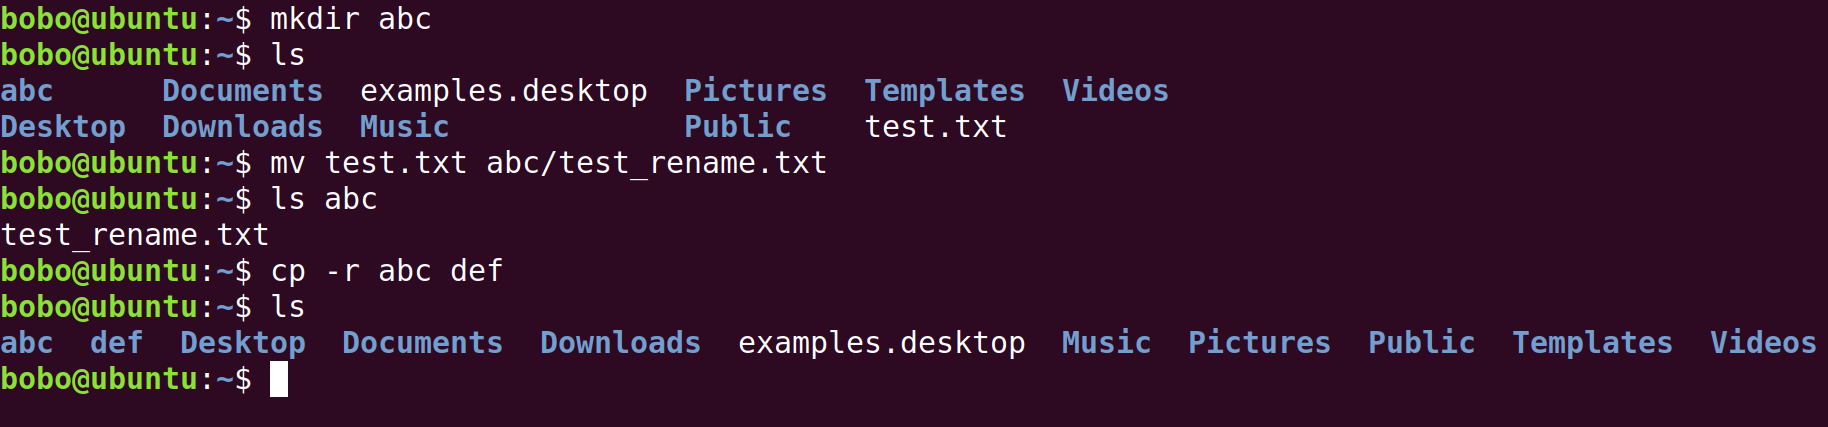 bobo@ubuntu:~$ mkdir abc
bobo@ubuntu:~$ ls
abc      Documents  examples.desktop  Pictures  Templates  Videos
Desktop  Downloads  Music             Public    test.txt
bobo@ubuntu:~$ mv test.txt abc/test_rename.txt
bobo@ubuntu:~$ ls abc
test_rename.txt
bobo@ubuntu:~$ cp -r abc def
bobo@ubuntu:~$ ls
abc  def  Desktop  Documents  Downloads  examples.desktop  Music  Pictures  Public  Templates  Videos
bobo@ubuntu:~$